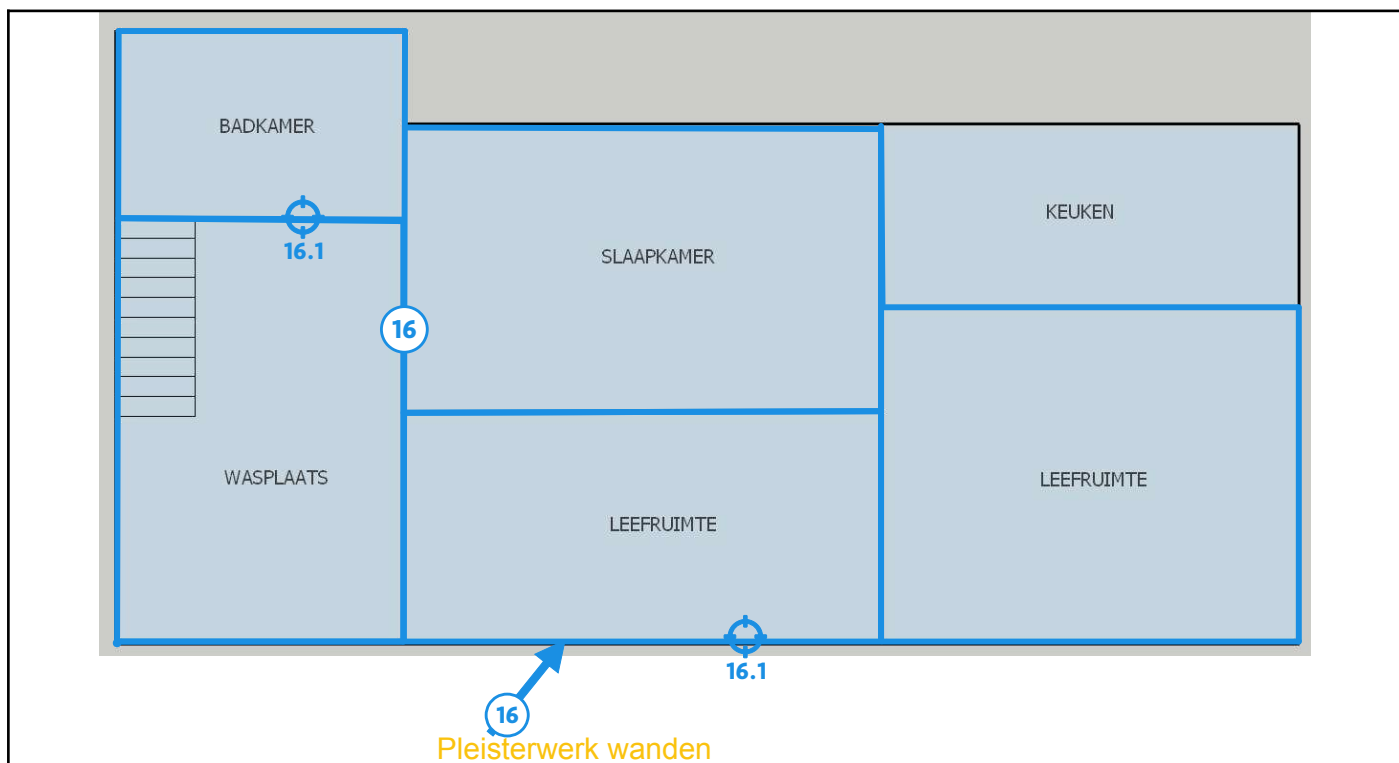 BADKAMER
KEUKEN
16.1
SLAAPKAMER
16
WASPLAATS
LEEFRUIMTE
LEEFRUIMTE
16.1
16
Pleisterwerk wanden